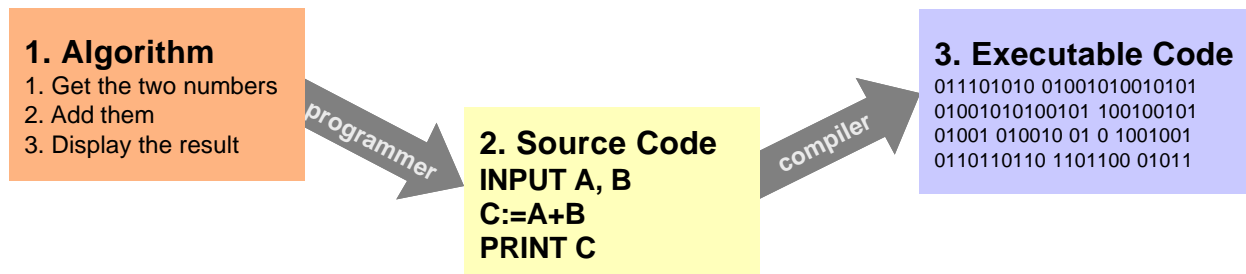 1. Algorithm
1. Get the two numbers
2. Add them
3. Display the result
programmer
2. Source Code
INPUT A, B
C:=A+B
PRINT C
compiler
3. Executable Code
011101010 01001010010101
01001010100101 100100101
01001 010010 01 0 1001001
0110110110 1101100 01011